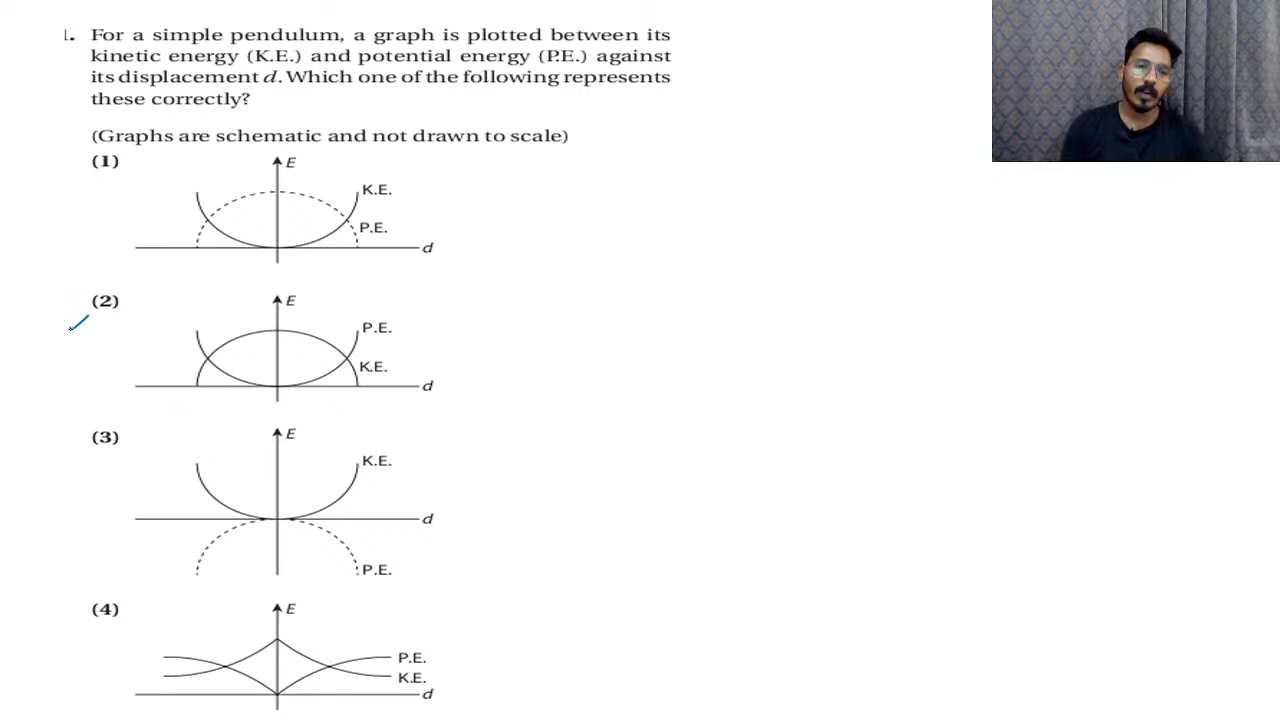 1. For a simple pendulum, a graph is plotted between its
kinetic energy (K.E.) and potential energy (P.E.) against
its displacement d. Which one of the following represents
these correctly?
(Graphs are schematic and not drawn to scale)
(1)
E
K.E.
P.E.
d
(2)
E
P.E.
K.E.
d
(3)
E
K.E.
d
P.E.
(4)
E
P.E.
K.E.
d